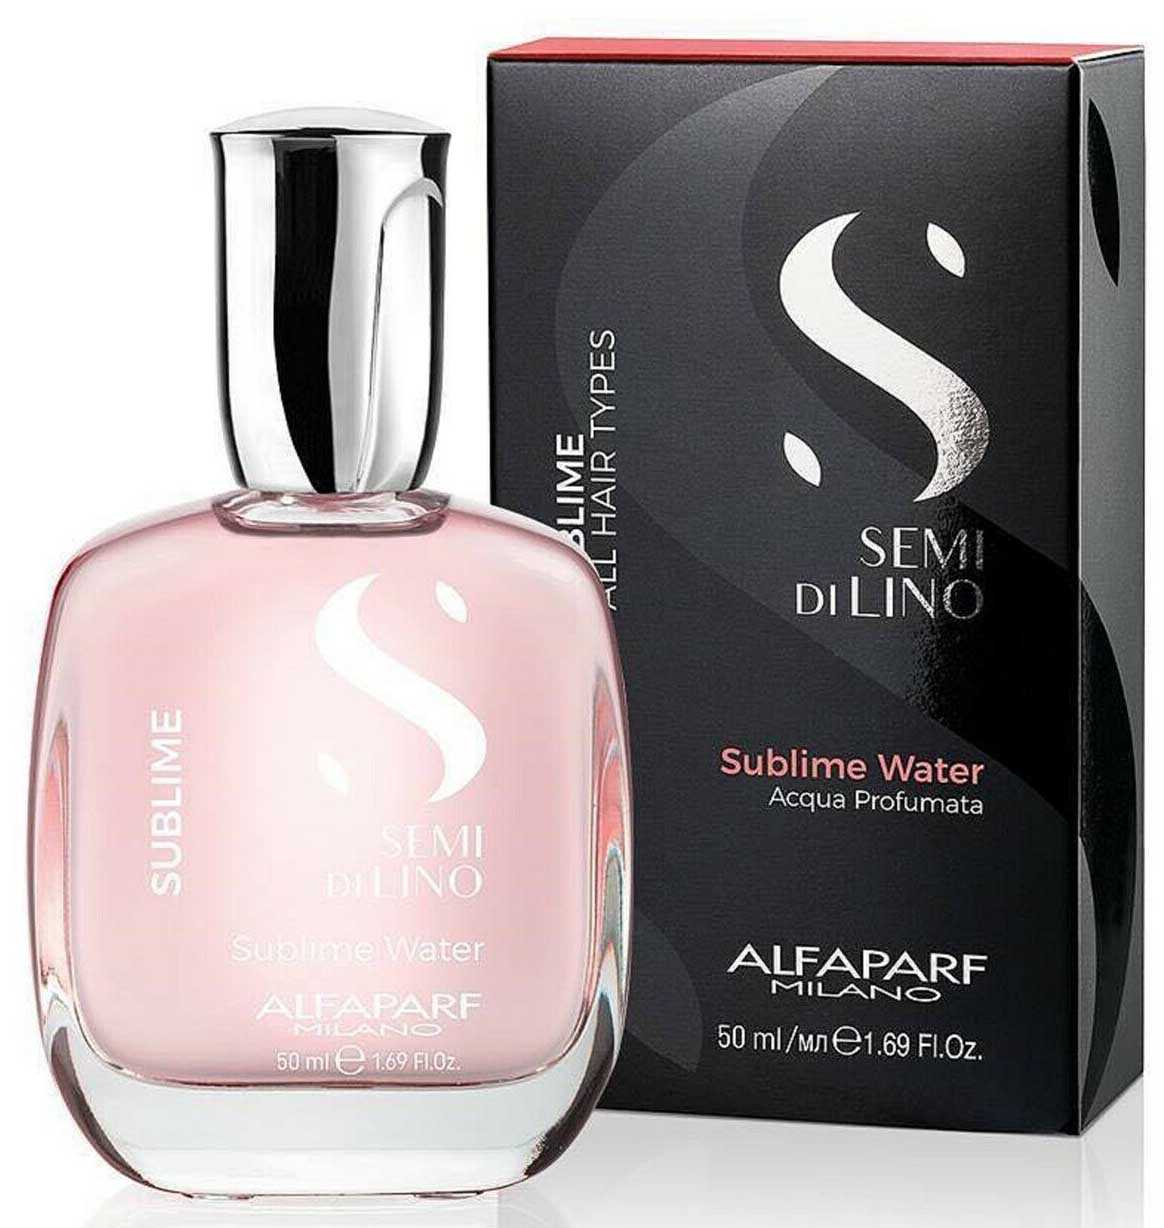 SUBLIME
SEMI
DI LINO
Sublime Water
ALFAPARF
MILANO
50 ml e 1.69 Fl.Oz.
SUBLIME
ALL HAIR TYPES
SEMI
DI LINO
Sublime Water
Acqua Profumata
ALFAPARF
MILANO
50 ml/мл e 1.69 Fl.Oz.